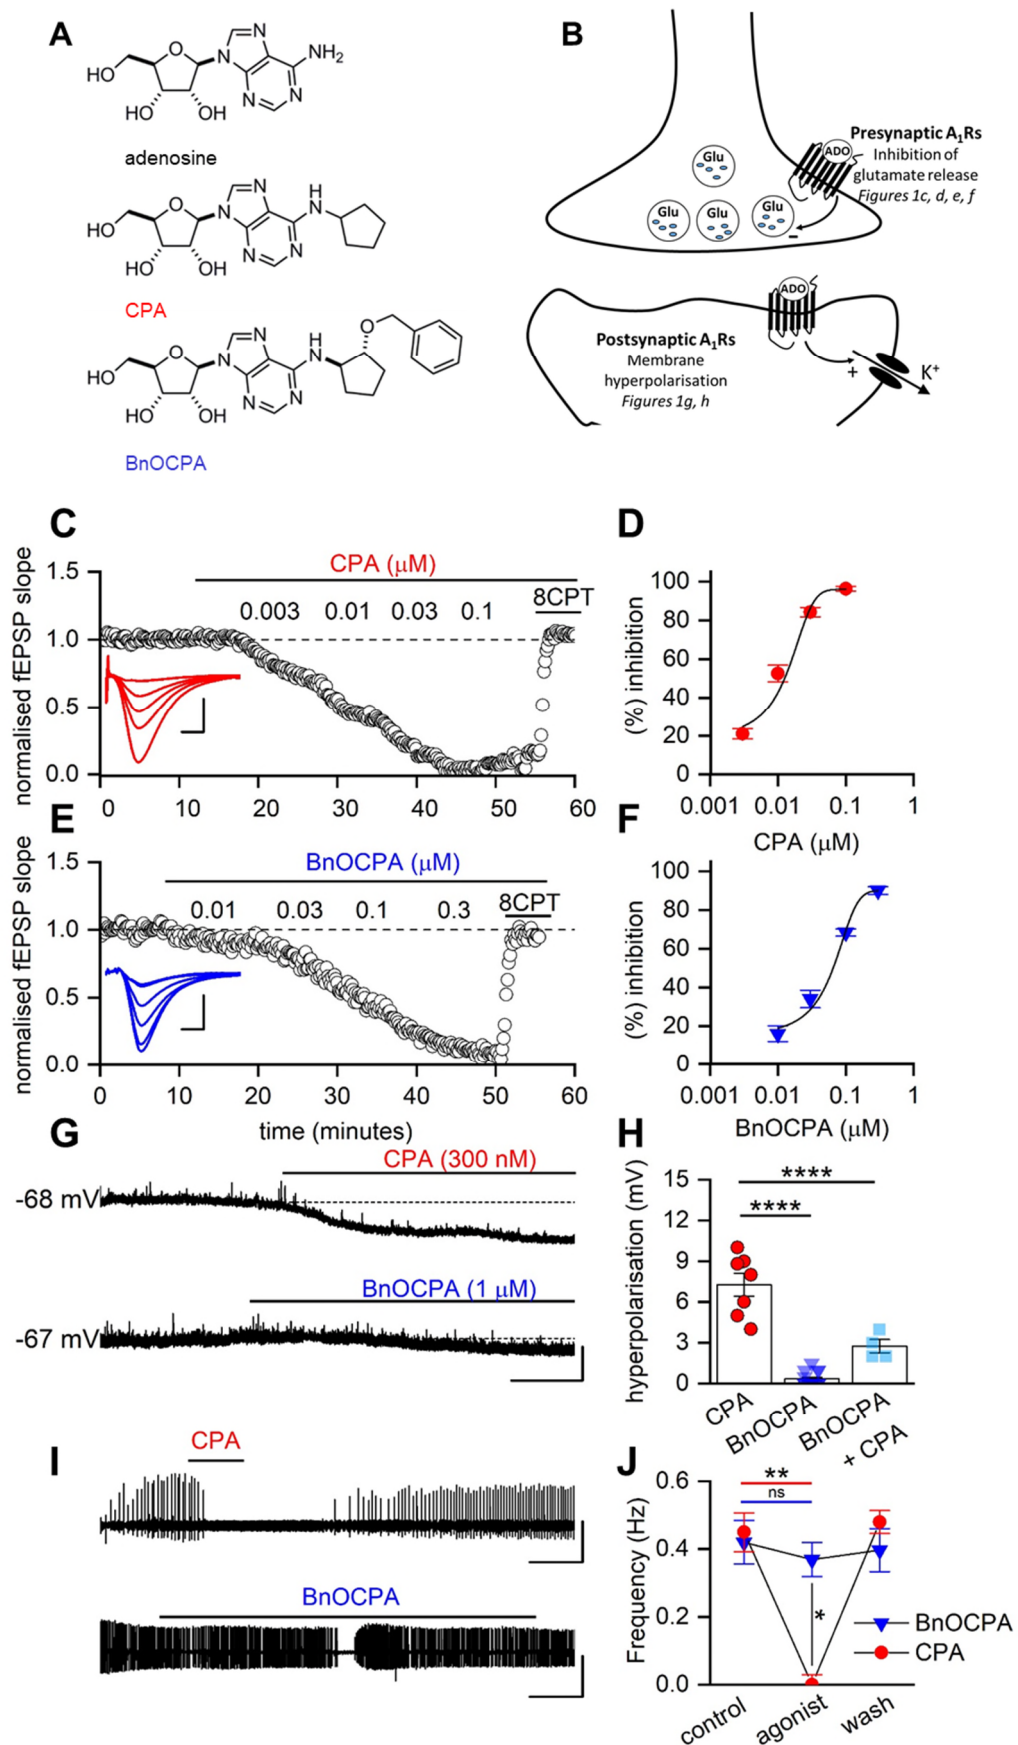 A
N
N
NH2
O
N
HO
N
N
HO
OH
adenosine
N
H
N
O
N
HO
N
N
HO
OH
CPA
O
N
H
N
O
N
HO
N
N
HO
OH
BnOCPA
B
Presynaptic A1Rs
ADO
Inhibition of
glutamate release
Figures 1c, d, e, f
Glu
Glu
Glu
Glu
–
ADO
Postsynaptic A1Rs
Membrane
hyperpolarisation
Figures 1g, h
+
K+
C
normalised fEPSP slope
1.5
1.0
0.5
0.0
CPA (μM)
0.003 0.01 0.03 0.1
8CPT
0 10 20 30 40 50 60
D
(%) inhibition
100
80
60
40
20
0
0.001 0.01 0.1 1
CPA (μM)
E
normalised fEPSP slope
1.5
1.0
0.5
0.0
BnOCPA (μM)
0.01 0.03 0.1 0.3
8CPT
0 10 20 30 40 50 60
time (minutes)
F
(%) inhibition
100
80
60
40
20
0
0.001 0.01 0.1 1
BnOCPA (μM)
G
CPA (300 nM)
-68 mV
BnOCPA (1 μM)
-67 mV
H
hyperpolarisation (mV)
15
12
9
6
3
0
****
****
CPA
BnOCPA
BnOCPA
+ CPA
I
CPA
BnOCPA
J
Frequency (Hz)
0.6
0.4
0.2
0.0
**
ns
*
BnOCPA
CPA
control
agonist
wash